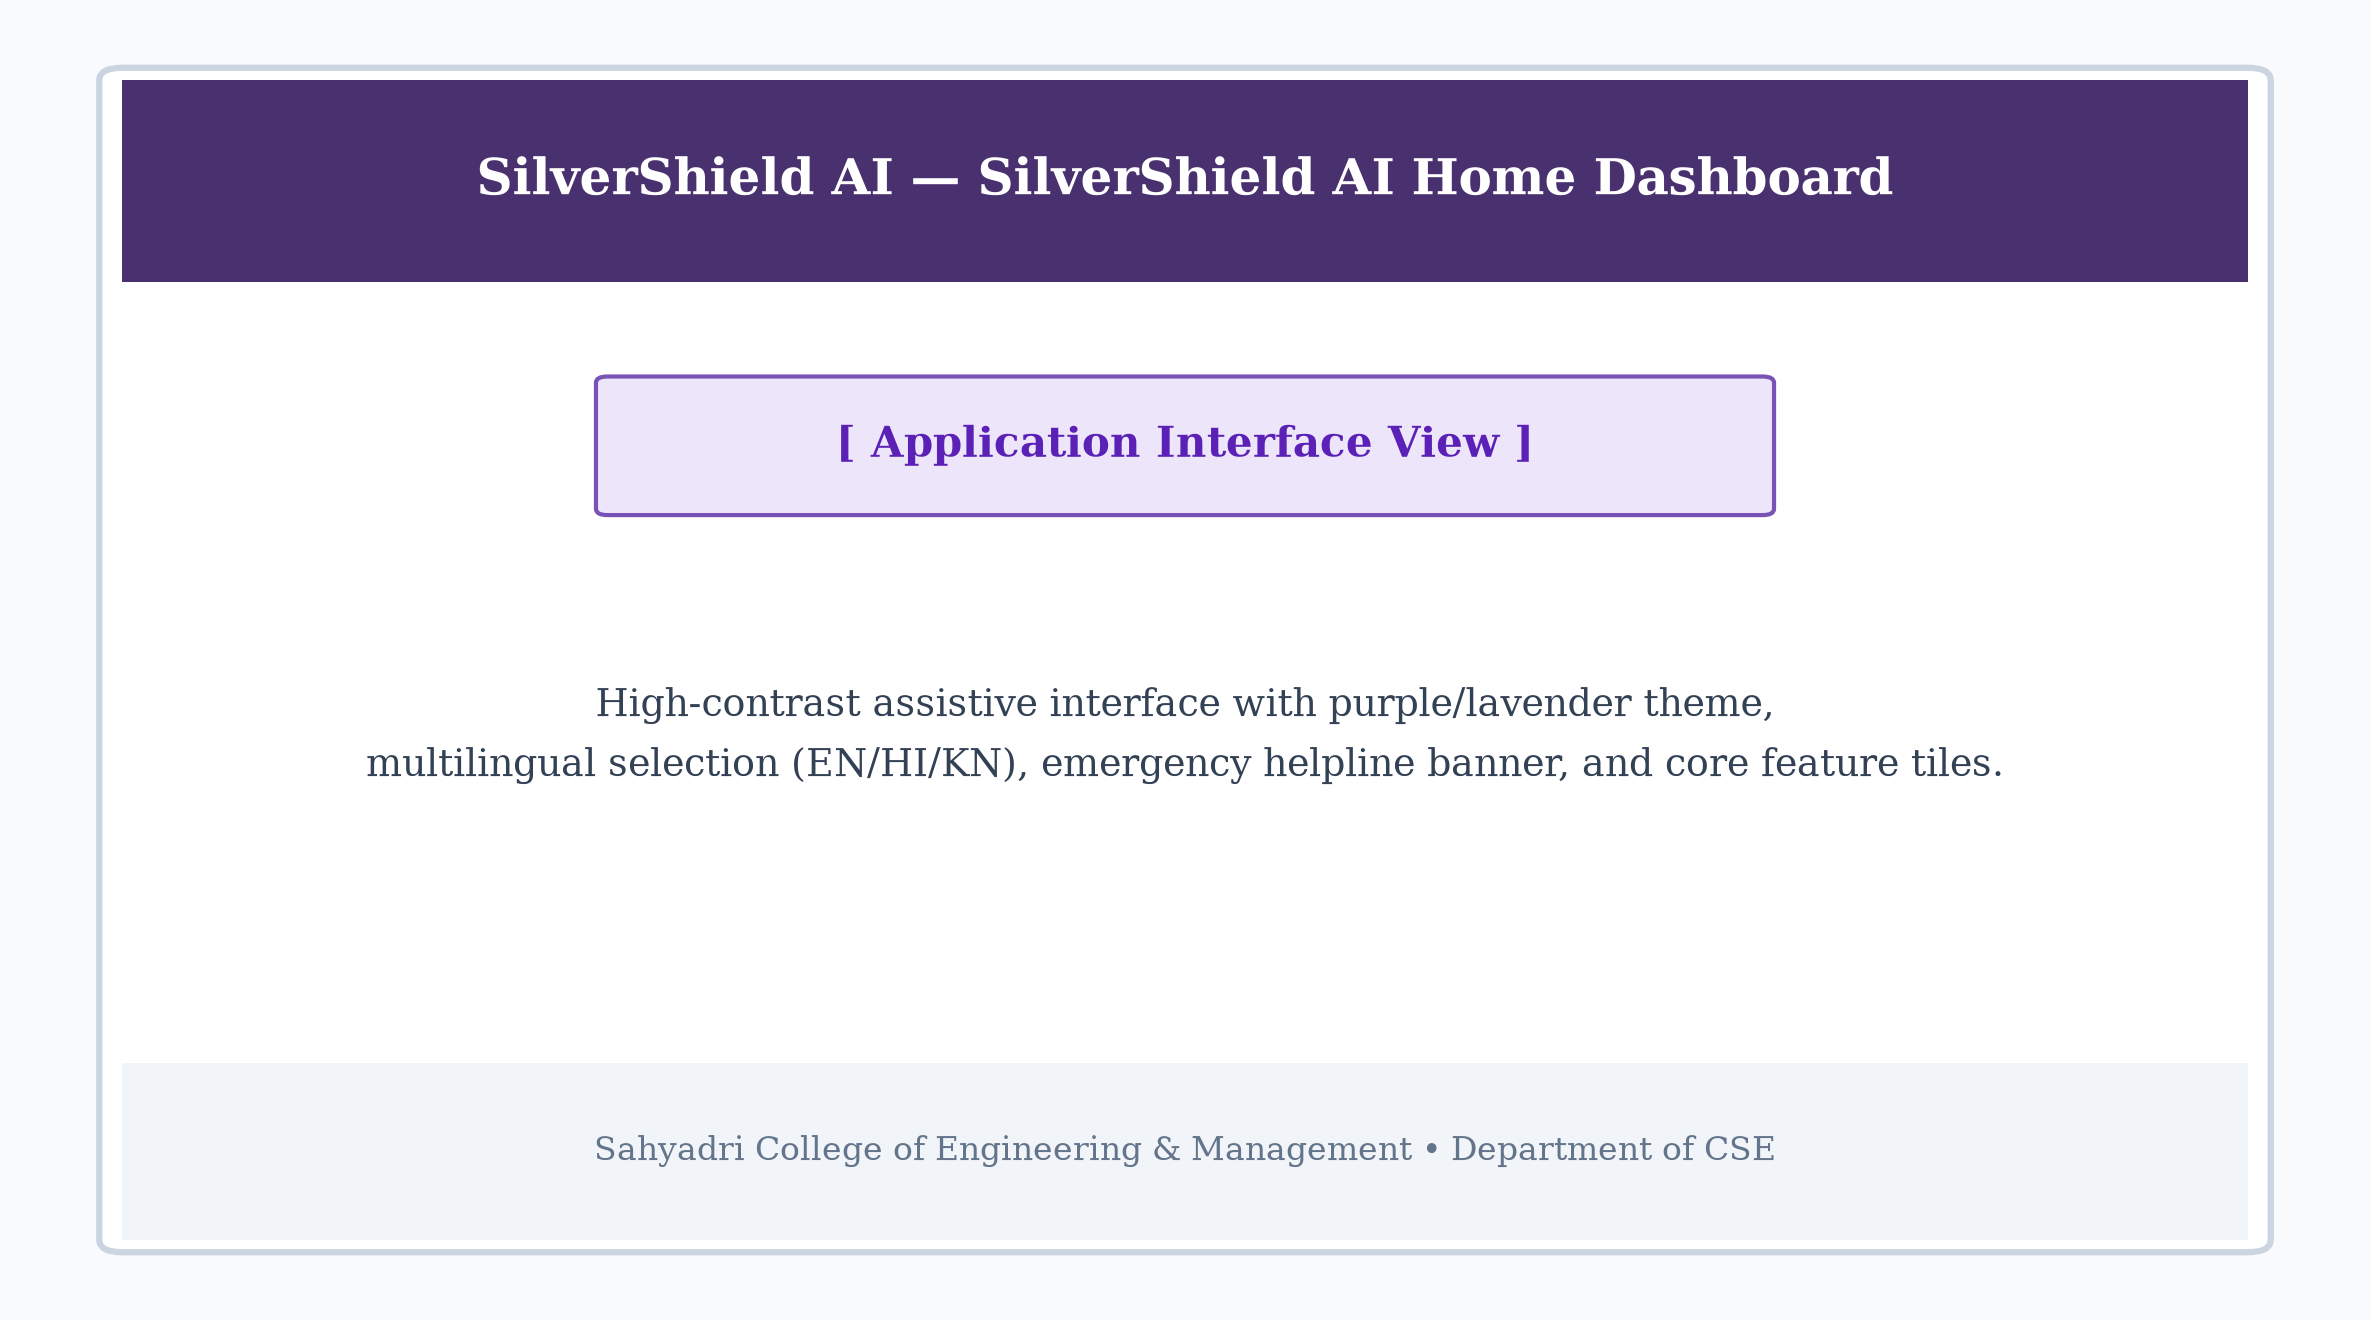 SilverShield AI — SilverShield AI Home Dashboard
[ Application Interface View ]
High-contrast assistive interface with purple/lavender theme,
multilingual selection (EN/HI/KN), emergency helpline banner, and core feature tiles.
Sahyadri College of Engineering & Management • Department of CSE